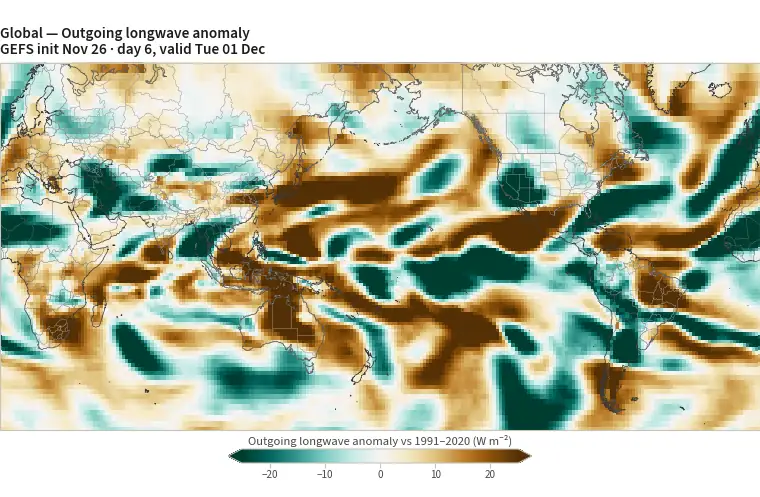 Global — Outgoing longwave anomaly
GEFS init Nov 26 · day 6, valid Tue 01 Dec
Outgoing longwave anomaly vs 1991–2020 (W m⁻²)
−20 −10 0 10 20